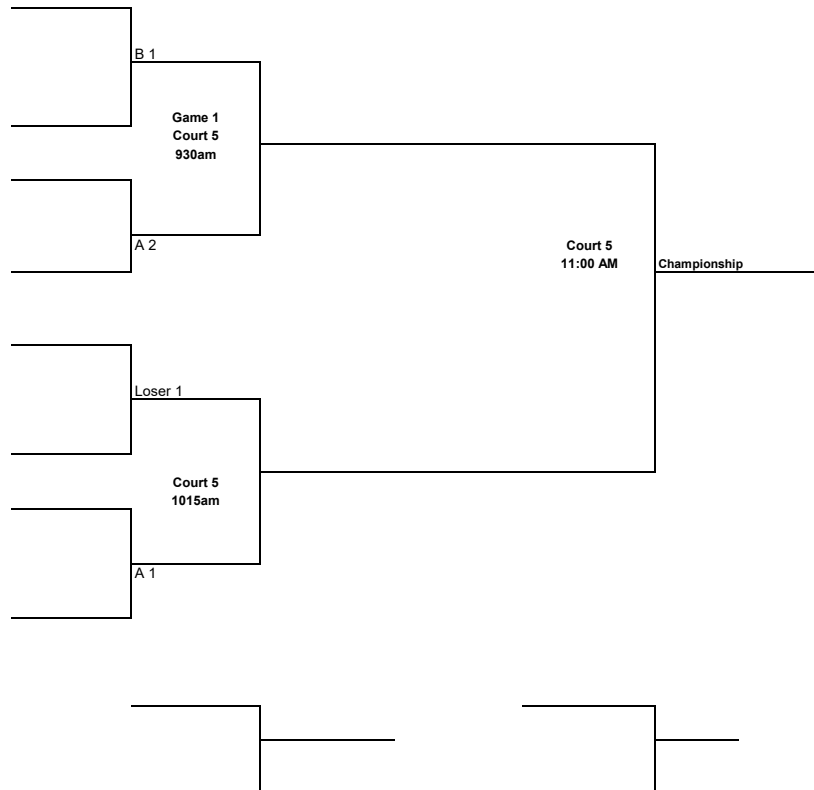 B 1
Game 1
Court 5
930am
A 2
Court 5
11:00 AM
Championship
Loser 1
Court 5
1015am
A 1